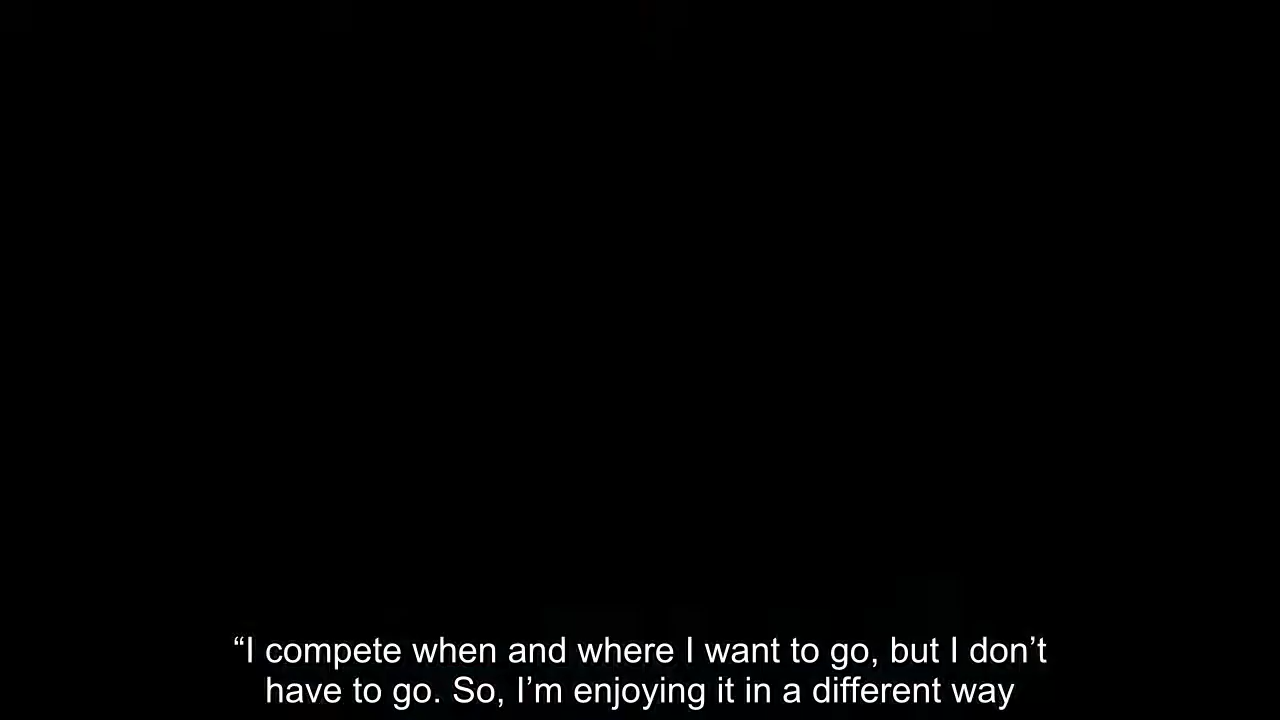 “I compete when and where I want to go, but I don’t
have to go. So, I’m enjoying it in a different way